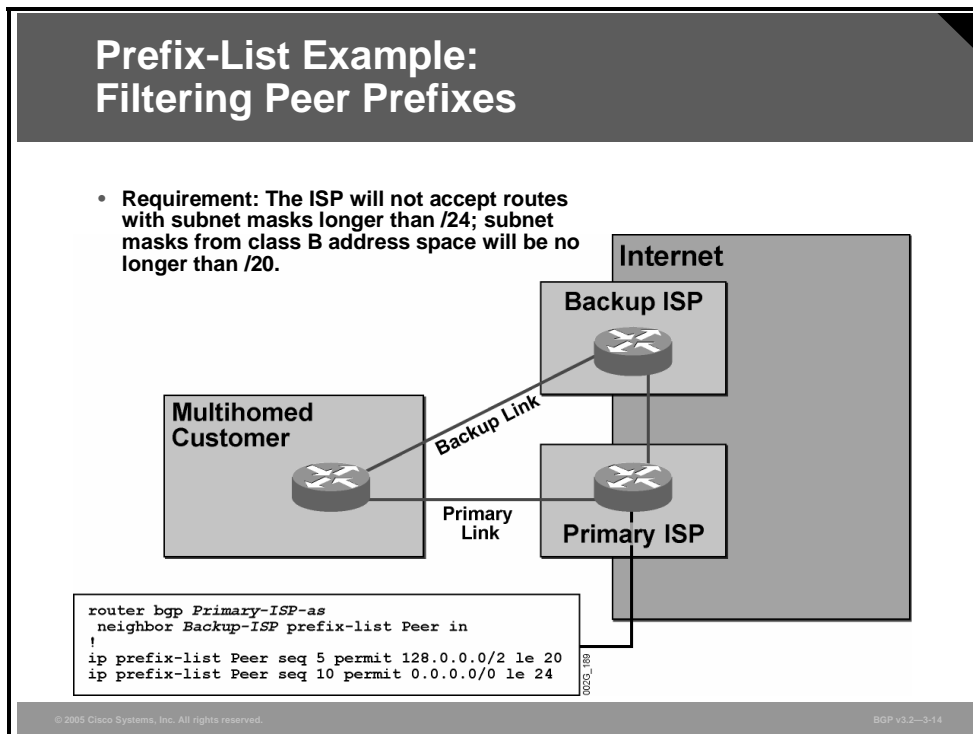 Prefix-List Example:
Filtering Peer Prefixes
• Requirement: The ISP will not accept routes
with subnet masks longer than /24; subnet
masks from class B address space will be no
longer than /20.
Internet
Backup ISP
Multihomed
Customer
Backup Link
Primary
Link
Primary ISP
router bgp Primary-ISP-as
neighbor Backup-ISP prefix-list Peer in
!
ip prefix-list Peer seq 5 permit 128.0.0.0/2 le 20
ip prefix-list Peer seq 10 permit 0.0.0.0/0 le 24
002G_189
© 2005 Cisco Systems, Inc. All rights reserved.
BGP v3.2—3-14